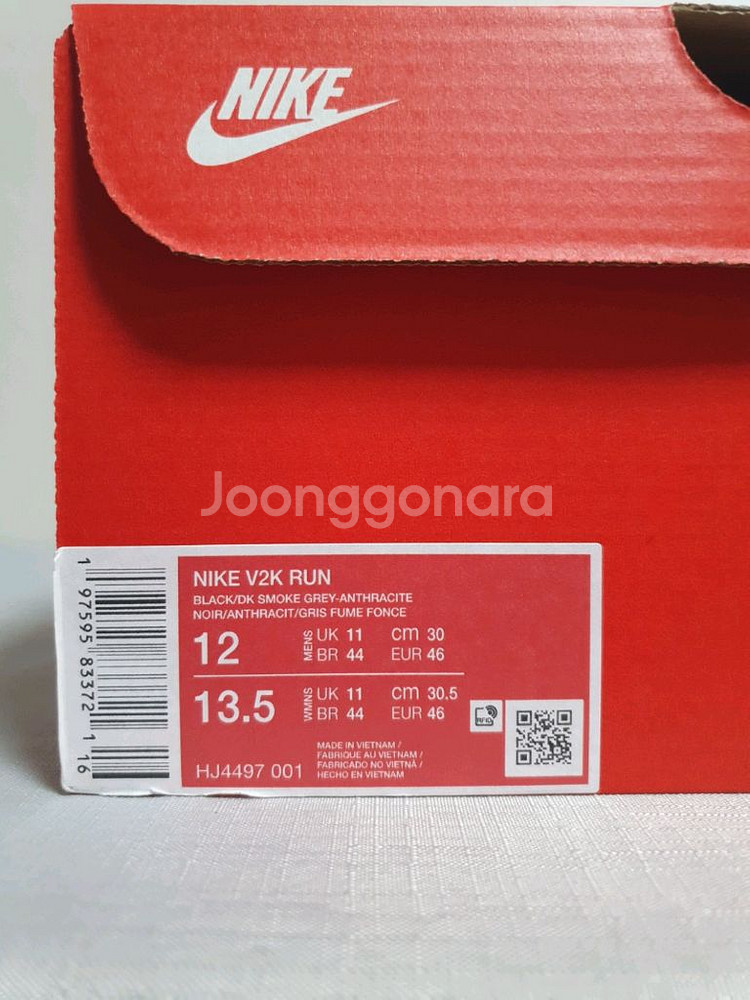 NIKE
Joonggonara
NIKE V2K RUN
BLACK/DK SMOKE GREY-ANTHRACITE
NOIR/ANTHRACIT/GRIS FUME FONCE
12 MENS UK 11 CM 30
BR 44 EUR 46
13.5 WMNS UK 11 CM 30.5
BR 44 EUR 46
RFID
MADE IN VIETNAM /
FABRIQUE AU VIETNAM /
FABRICADO NO VIETNÃ /
HECHO EN VIETNAM
HJ4497 001
1 97595 83372 1 16